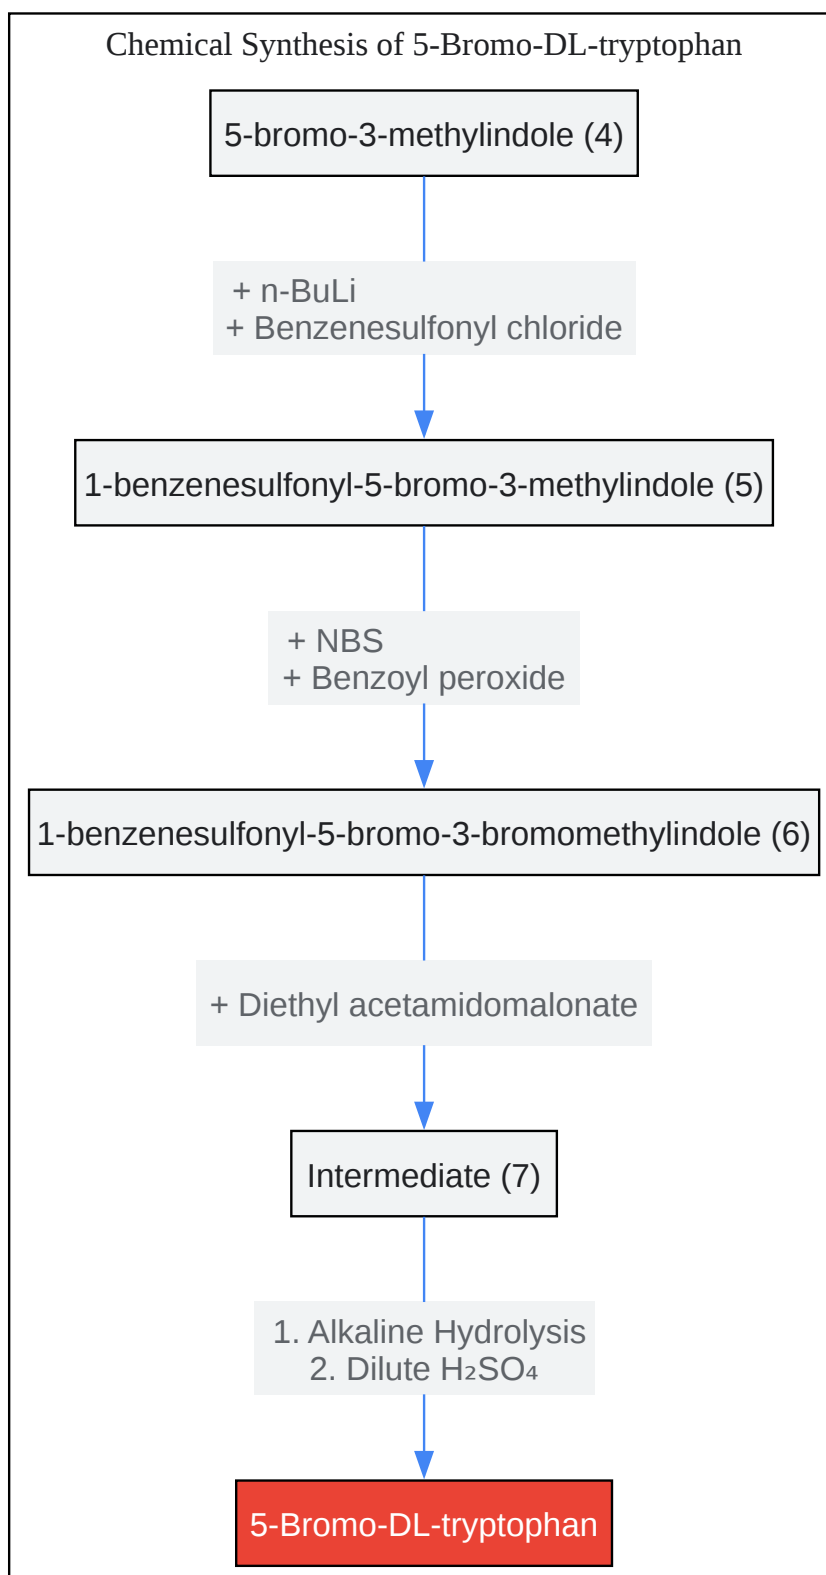 Chemical Synthesis of 5-Bromo-DL-tryptophan
5-bromo-3-methylindole (4)
+ n-BuLi
+ Benzenesulfonyl chloride
1-benzenesulfonyl-5-bromo-3-methylindole (5)
+ NBS
+ Benzoyl peroxide
1-benzenesulfonyl-5-bromo-3-bromomethylindole (6)
+ Diethyl acetamidomalonate
Intermediate (7)
1. Alkaline Hydrolysis
2. Dilute H₂SO₄
5-Bromo-DL-tryptophan